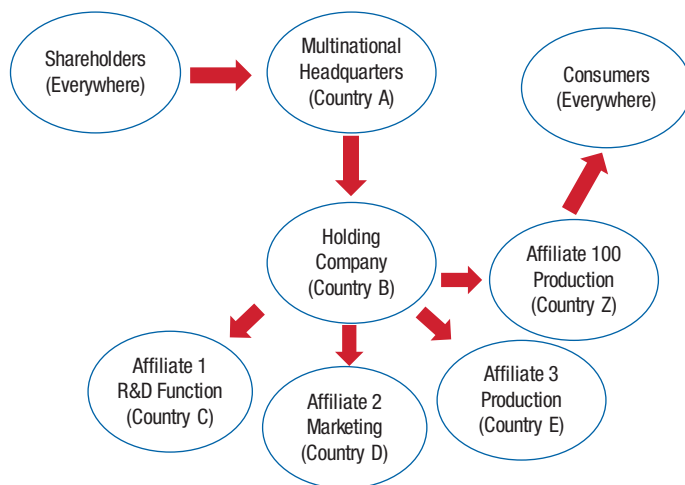 Shareholders
(Everywhere)
Multinational
Headquarters
(Country A)
Consumers
(Everywhere)
Holding
Company
(Country B)
Affiliate 100
Production
(Country Z)
Affiliate 1
R&D Function
(Country C)
Affiliate 2
Marketing
(Country D)
Affiliate 3
Production
(Country E)